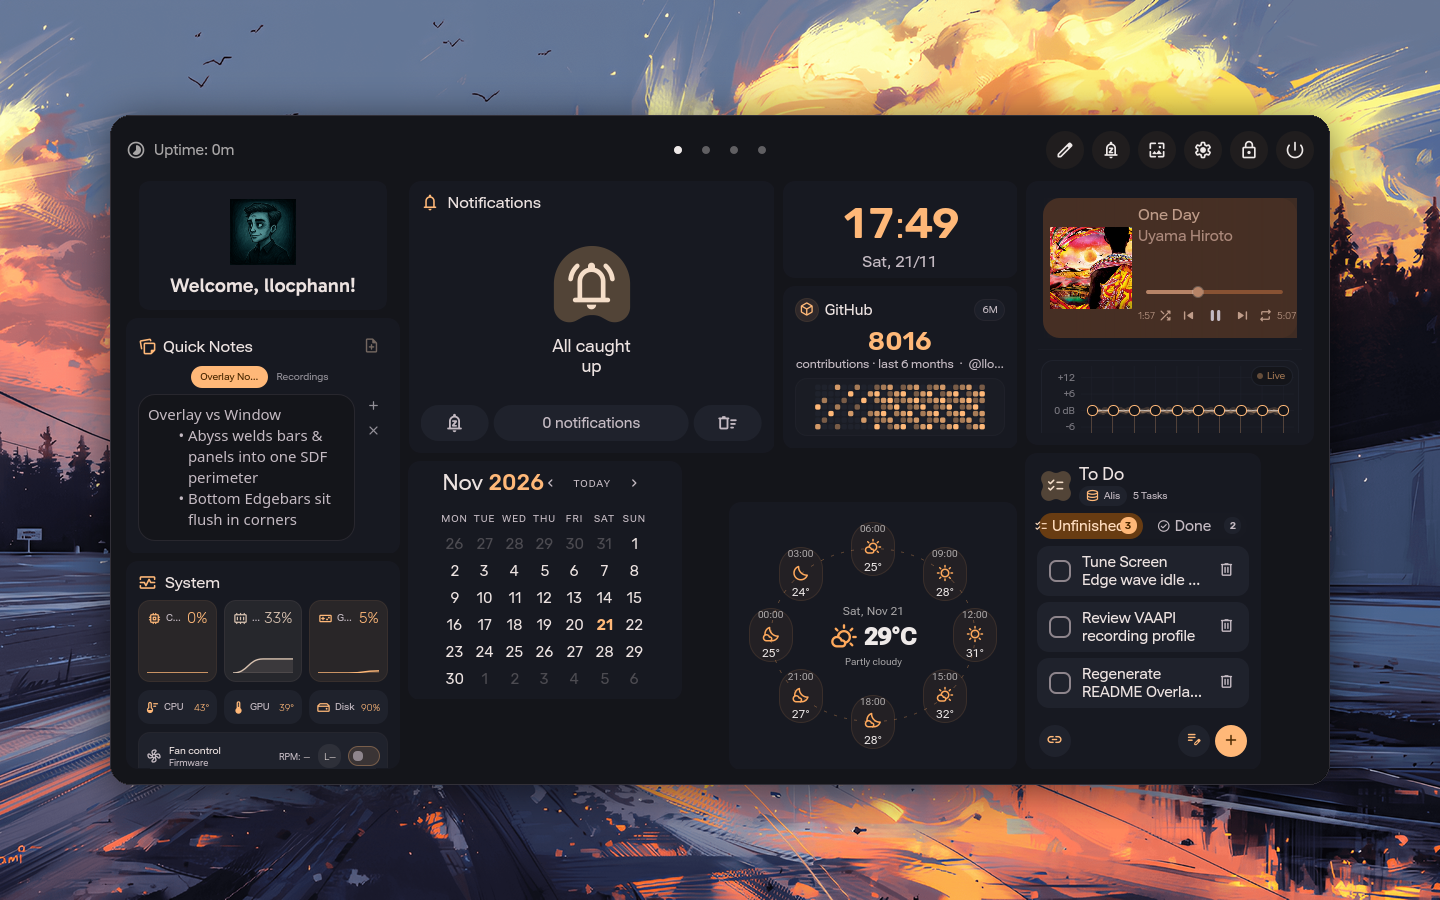 Uptime: 0m
Welcome, llocphann!
Quick Notes
Overlay No...
Recordings
Overlay vs Window
• Abyss welds bars &
panels into one SDF
perimeter
• Bottom Edgebars sit
flush in corners
System
C... 0%
... 33%
G... 5%
CPU 43°
GPU 39°
Disk 90%
Fan control
Firmware
RPM: —
L—
Notifications
All caught
up
0 notifications
Nov 2026
TODAY
MON TUE WED THU FRI SAT SUN
26 27 28 29 30 31 1
2 3 4 5 6 7 8
9 10 11 12 13 14 15
16 17 18 19 20 21 22
23 24 25 26 27 28 29
30 1 2 3 4 5 6
17:49
Sat, 21/11
GitHub
6M
8016
contributions · last 6 months · @llo...
06:00
25°
03:00
24°
09:00
28°
00:00
25°
Sat, Nov 21
29°C
Partly cloudy
12:00
31°
21:00
27°
15:00
32°
18:00
28°
One Day
Uyama Hiroto
1:57
5:07
Live
+12
+6
0 dB
-6
To Do
Alis
5 Tasks
Unfinished 3
Done 2
Tune Screen
Edge wave idle ...
Review VAAPI
recording profile
Regenerate
README Overla...